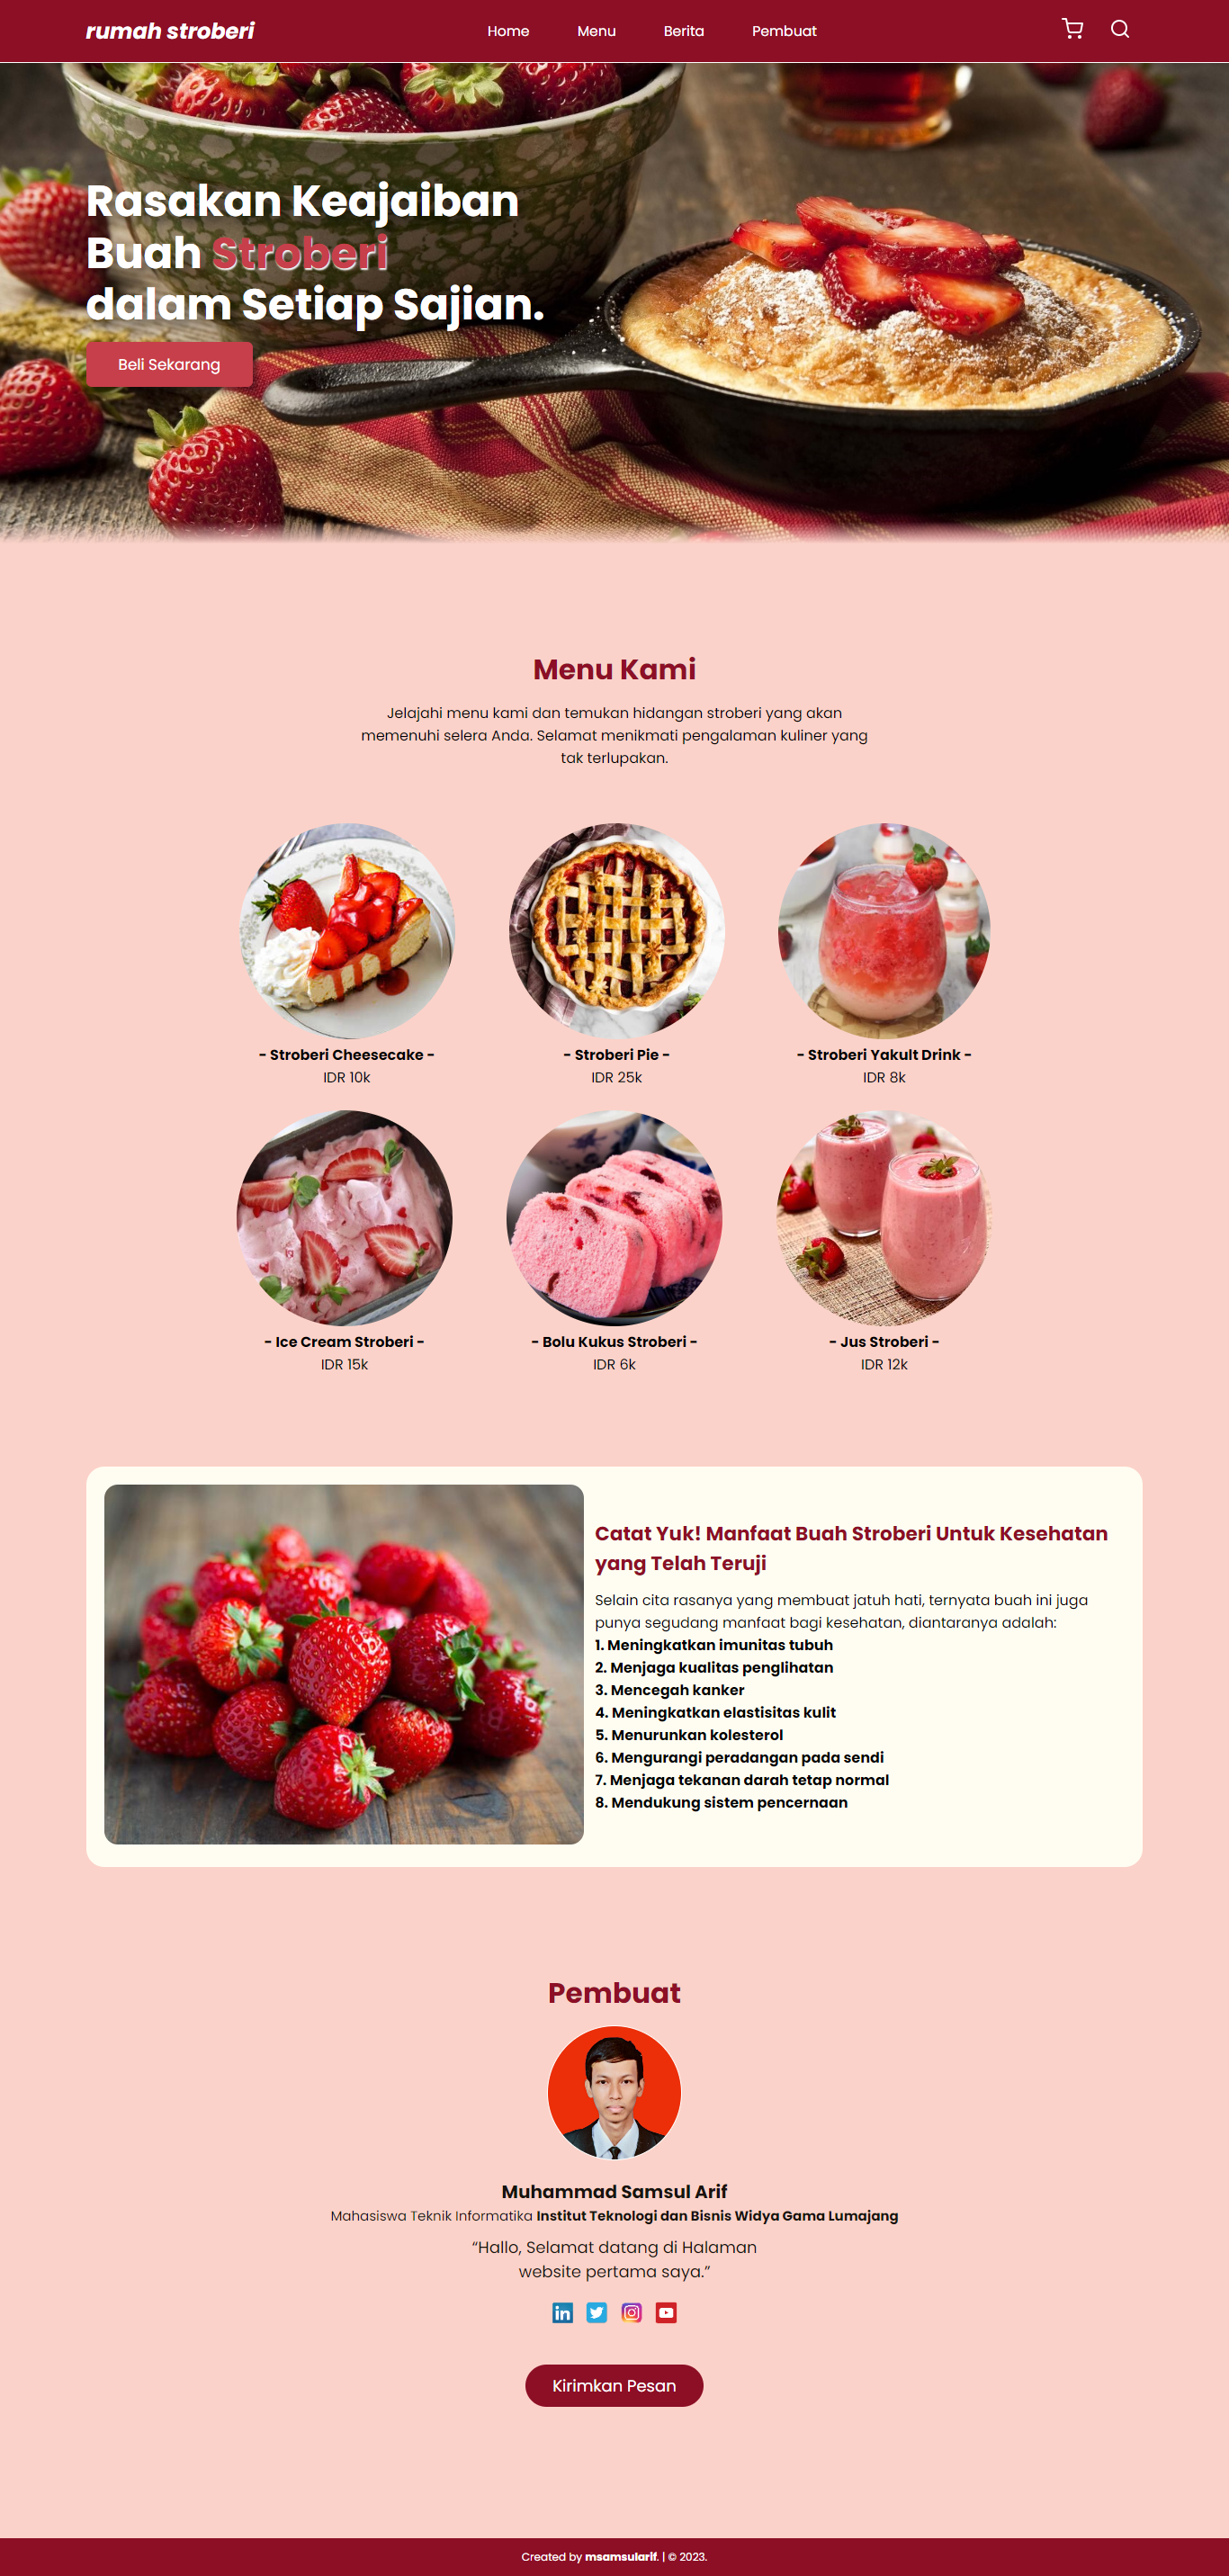 rumah stroberi
Home
Menu
Berita
Pembuat
Rasakan Keajaiban
Buah Stroberi
dalam Setiap Sajian.
Beli Sekarang
Menu Kami
Jelajahi menu kami dan temukan hidangan stroberi yang akan
memenuhi selera Anda. Selamat menikmati pengalaman kuliner yang
tak terlupakan.
- Stroberi Cheesecake -
IDR 10k
- Stroberi Pie -
IDR 25k
- Stroberi Yakult Drink -
IDR 8k
- Ice Cream Stroberi -
IDR 15k
- Bolu Kukus Stroberi -
IDR 6k
- Jus Stroberi -
IDR 12k
Catat Yuk! Manfaat Buah Stroberi Untuk Kesehatan
yang Telah Teruji
Selain cita rasanya yang membuat jatuh hati, ternyata buah ini juga
punya segudang manfaat bagi kesehatan, diantaranya adalah:
1. Meningkatkan imunitas tubuh
2. Menjaga kualitas penglihatan
3. Mencegah kanker
4. Meningkatkan elastisitas kulit
5. Menurunkan kolesterol
6. Mengurangi peradangan pada sendi
7. Menjaga tekanan darah tetap normal
8. Mendukung sistem pencernaan
Pembuat
Muhammad Samsul Arif
Mahasiswa Teknik Informatika Institut Teknologi dan Bisnis Widya Gama Lumajang
“Hallo, Selamat datang di Halaman
website pertama saya.”
in
Kirimkan Pesan
Created by msamsularif. | © 2023.